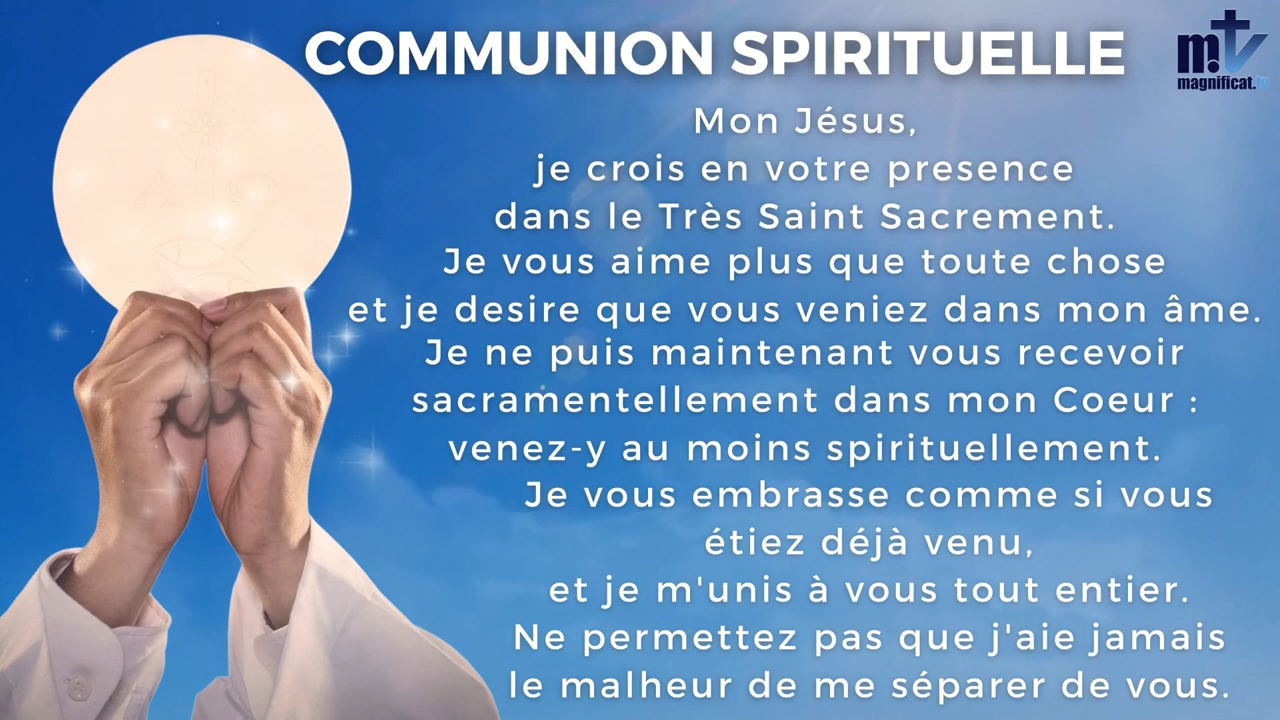 COMMUNION SPIRITUELLE
mtv
magnificat.tv
Mon Jésus,
je crois en votre presence
dans le Très Saint Sacrement.
Je vous aime plus que toute chose
et je desire que vous veniez dans mon âme.
Je ne puis maintenant vous recevoir
sacramentellement dans mon Coeur :
venez-y au moins spirituellement.
Je vous embrasse comme si vous
étiez déjà venu,
et je m'unis à vous tout entier.
Ne permettez pas que j'aie jamais
le malheur de me séparer de vous.